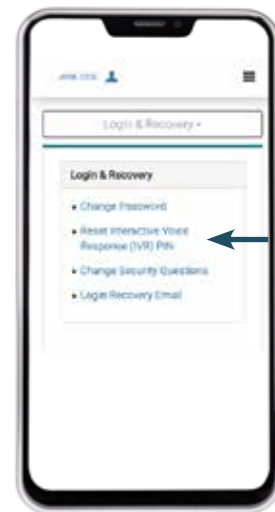 Login & Recovery
Login & Recovery
Change Password
Reset Interactive Voice
Response (IVR) PIN
Change Security Questions
Login Recovery Email